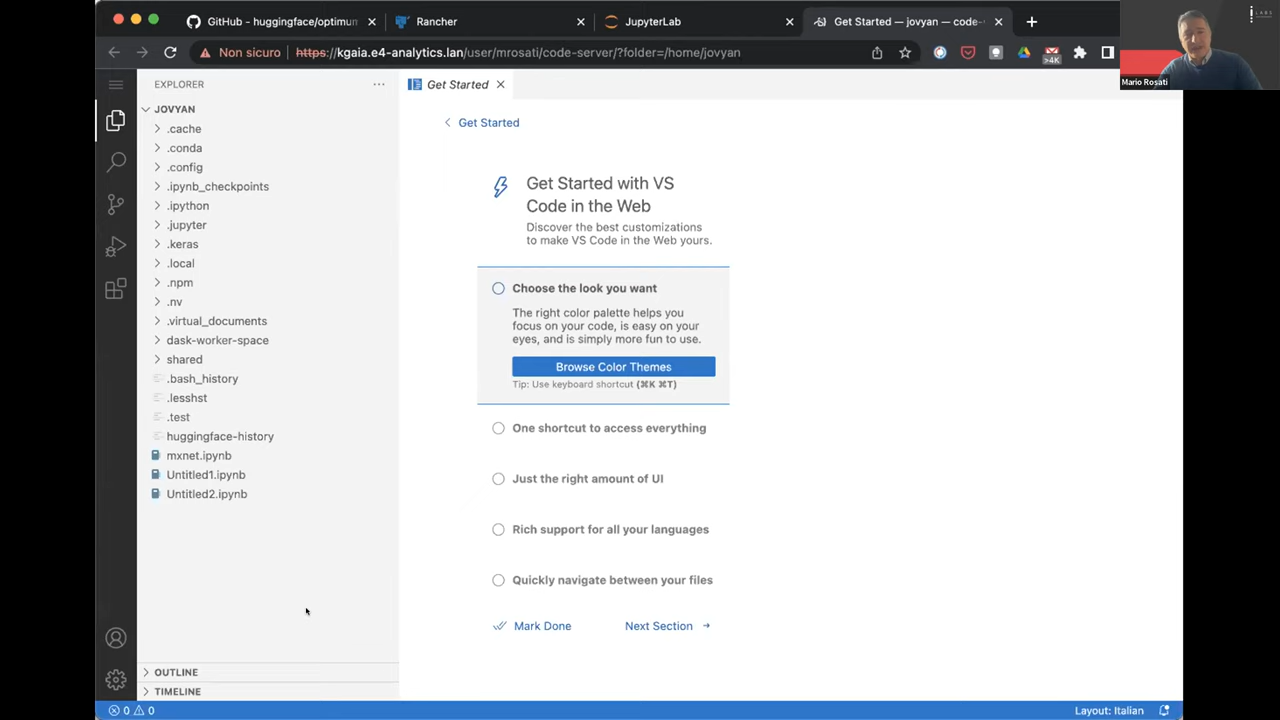 GitHub - huggingface/optimum
Rancher
JupyterLab
Get Started — jovyan — code-
Non sicuro
https://kgaia.e4-analytics.lan/user/mrosati/code-server/?folder=/home/jovyan
>4K
LABS
Mario Rosati
EXPLORER
Get Started
JOVYAN
.cache
.conda
.config
.ipynb_checkpoints
.ipython
.jupyter
.keras
.local
.npm
.nv
.virtual_documents
dask-worker-space
shared
.bash_history
.lesshst
.test
huggingface-history
mxnet.ipynb
Untitled1.ipynb
Untitled2.ipynb
OUTLINE
TIMELINE
Get Started
Get Started with VS
Code in the Web
Discover the best customizations
to make VS Code in the Web yours.
Choose the look you want
The right color palette helps you
focus on your code, is easy on your
eyes, and is simply more fun to use.
Browse Color Themes
Tip: Use keyboard shortcut (⌘K ⌘T)
One shortcut to access everything
Just the right amount of UI
Rich support for all your languages
Quickly navigate between your files
Mark Done
Next Section
0 0
Layout: Italian